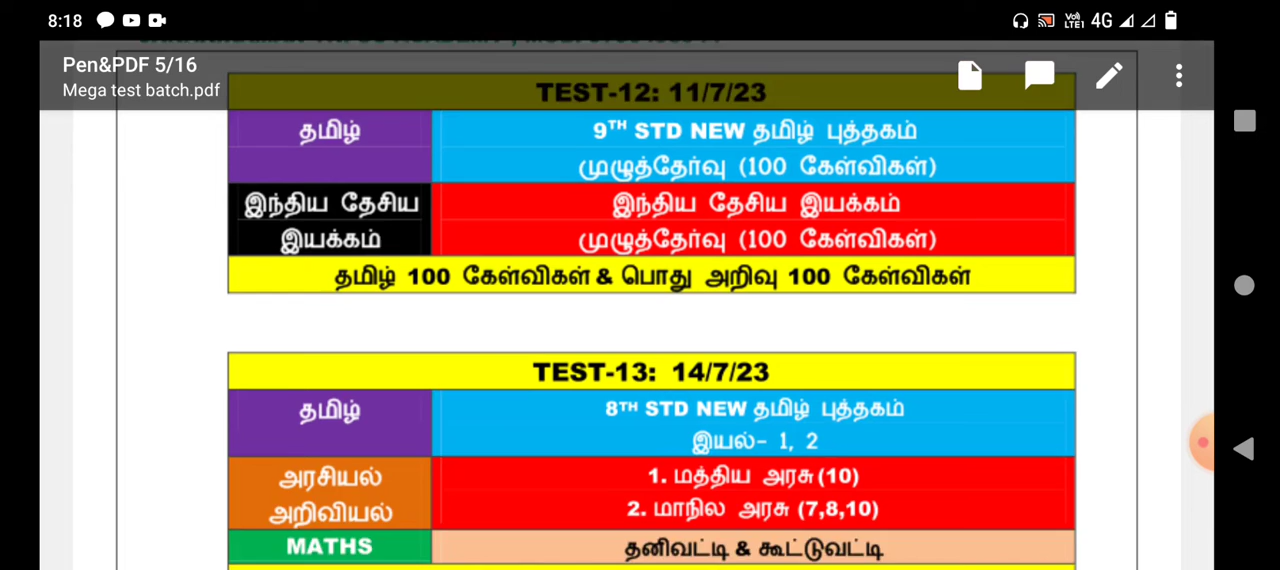 8:18
4G
Pen&PDF 5/16
Mega test batch.pdf
TEST-12: 11/7/23
தமிழ்
9TH STD NEW தமிழ் புத்தகம்
முழுத்தேர்வு (100 கேள்விகள்)
இந்திய தேசிய
இயக்கம்
இந்திய தேசிய இயக்கம்
முழுத்தேர்வு (100 கேள்விகள்)
தமிழ் 100 கேள்விகள் & பொது அறிவு 100 கேள்விகள்
TEST-13: 14/7/23
தமிழ்
8TH STD NEW தமிழ் புத்தகம்
இயல்- 1, 2
அரசியல்
அறிவியல்
1. மத்திய அரசு (10)
2. மாநில அரசு (7,8,10)
MATHS
தனிவட்டி & கூட்டுவட்டி